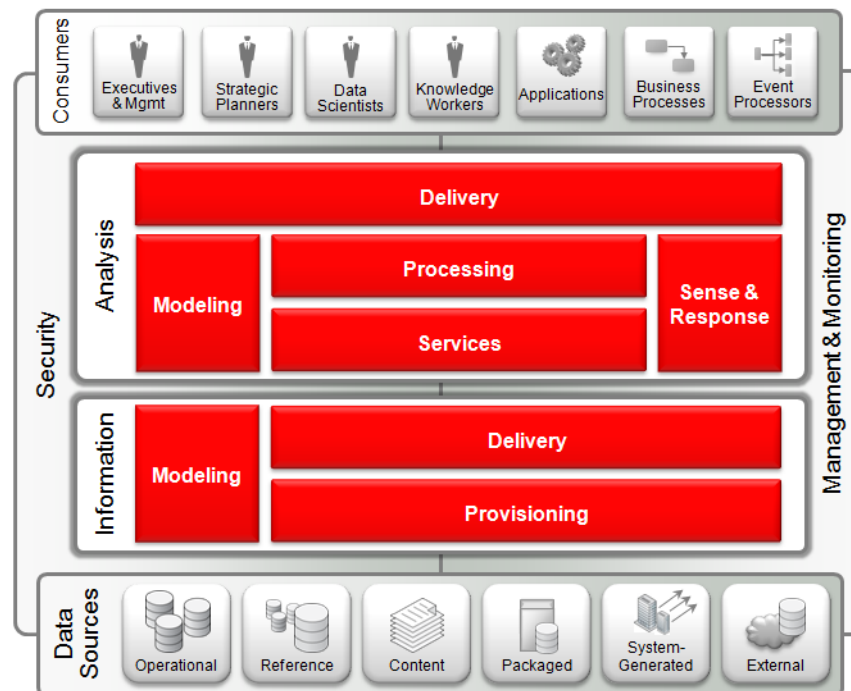 Consumers
Executives
& Mgmt
Strategic
Planners
Data
Scientists
Knowledge
Workers
Applications
Business
Processes
Event
Processors
Security
Management & Monitoring
Analysis
Delivery
Modeling
Processing
Services
Sense &
Response
Information
Modeling
Delivery
Provisioning
Data
Sources
Operational
Reference
Content
Packaged
System-
Generated
External